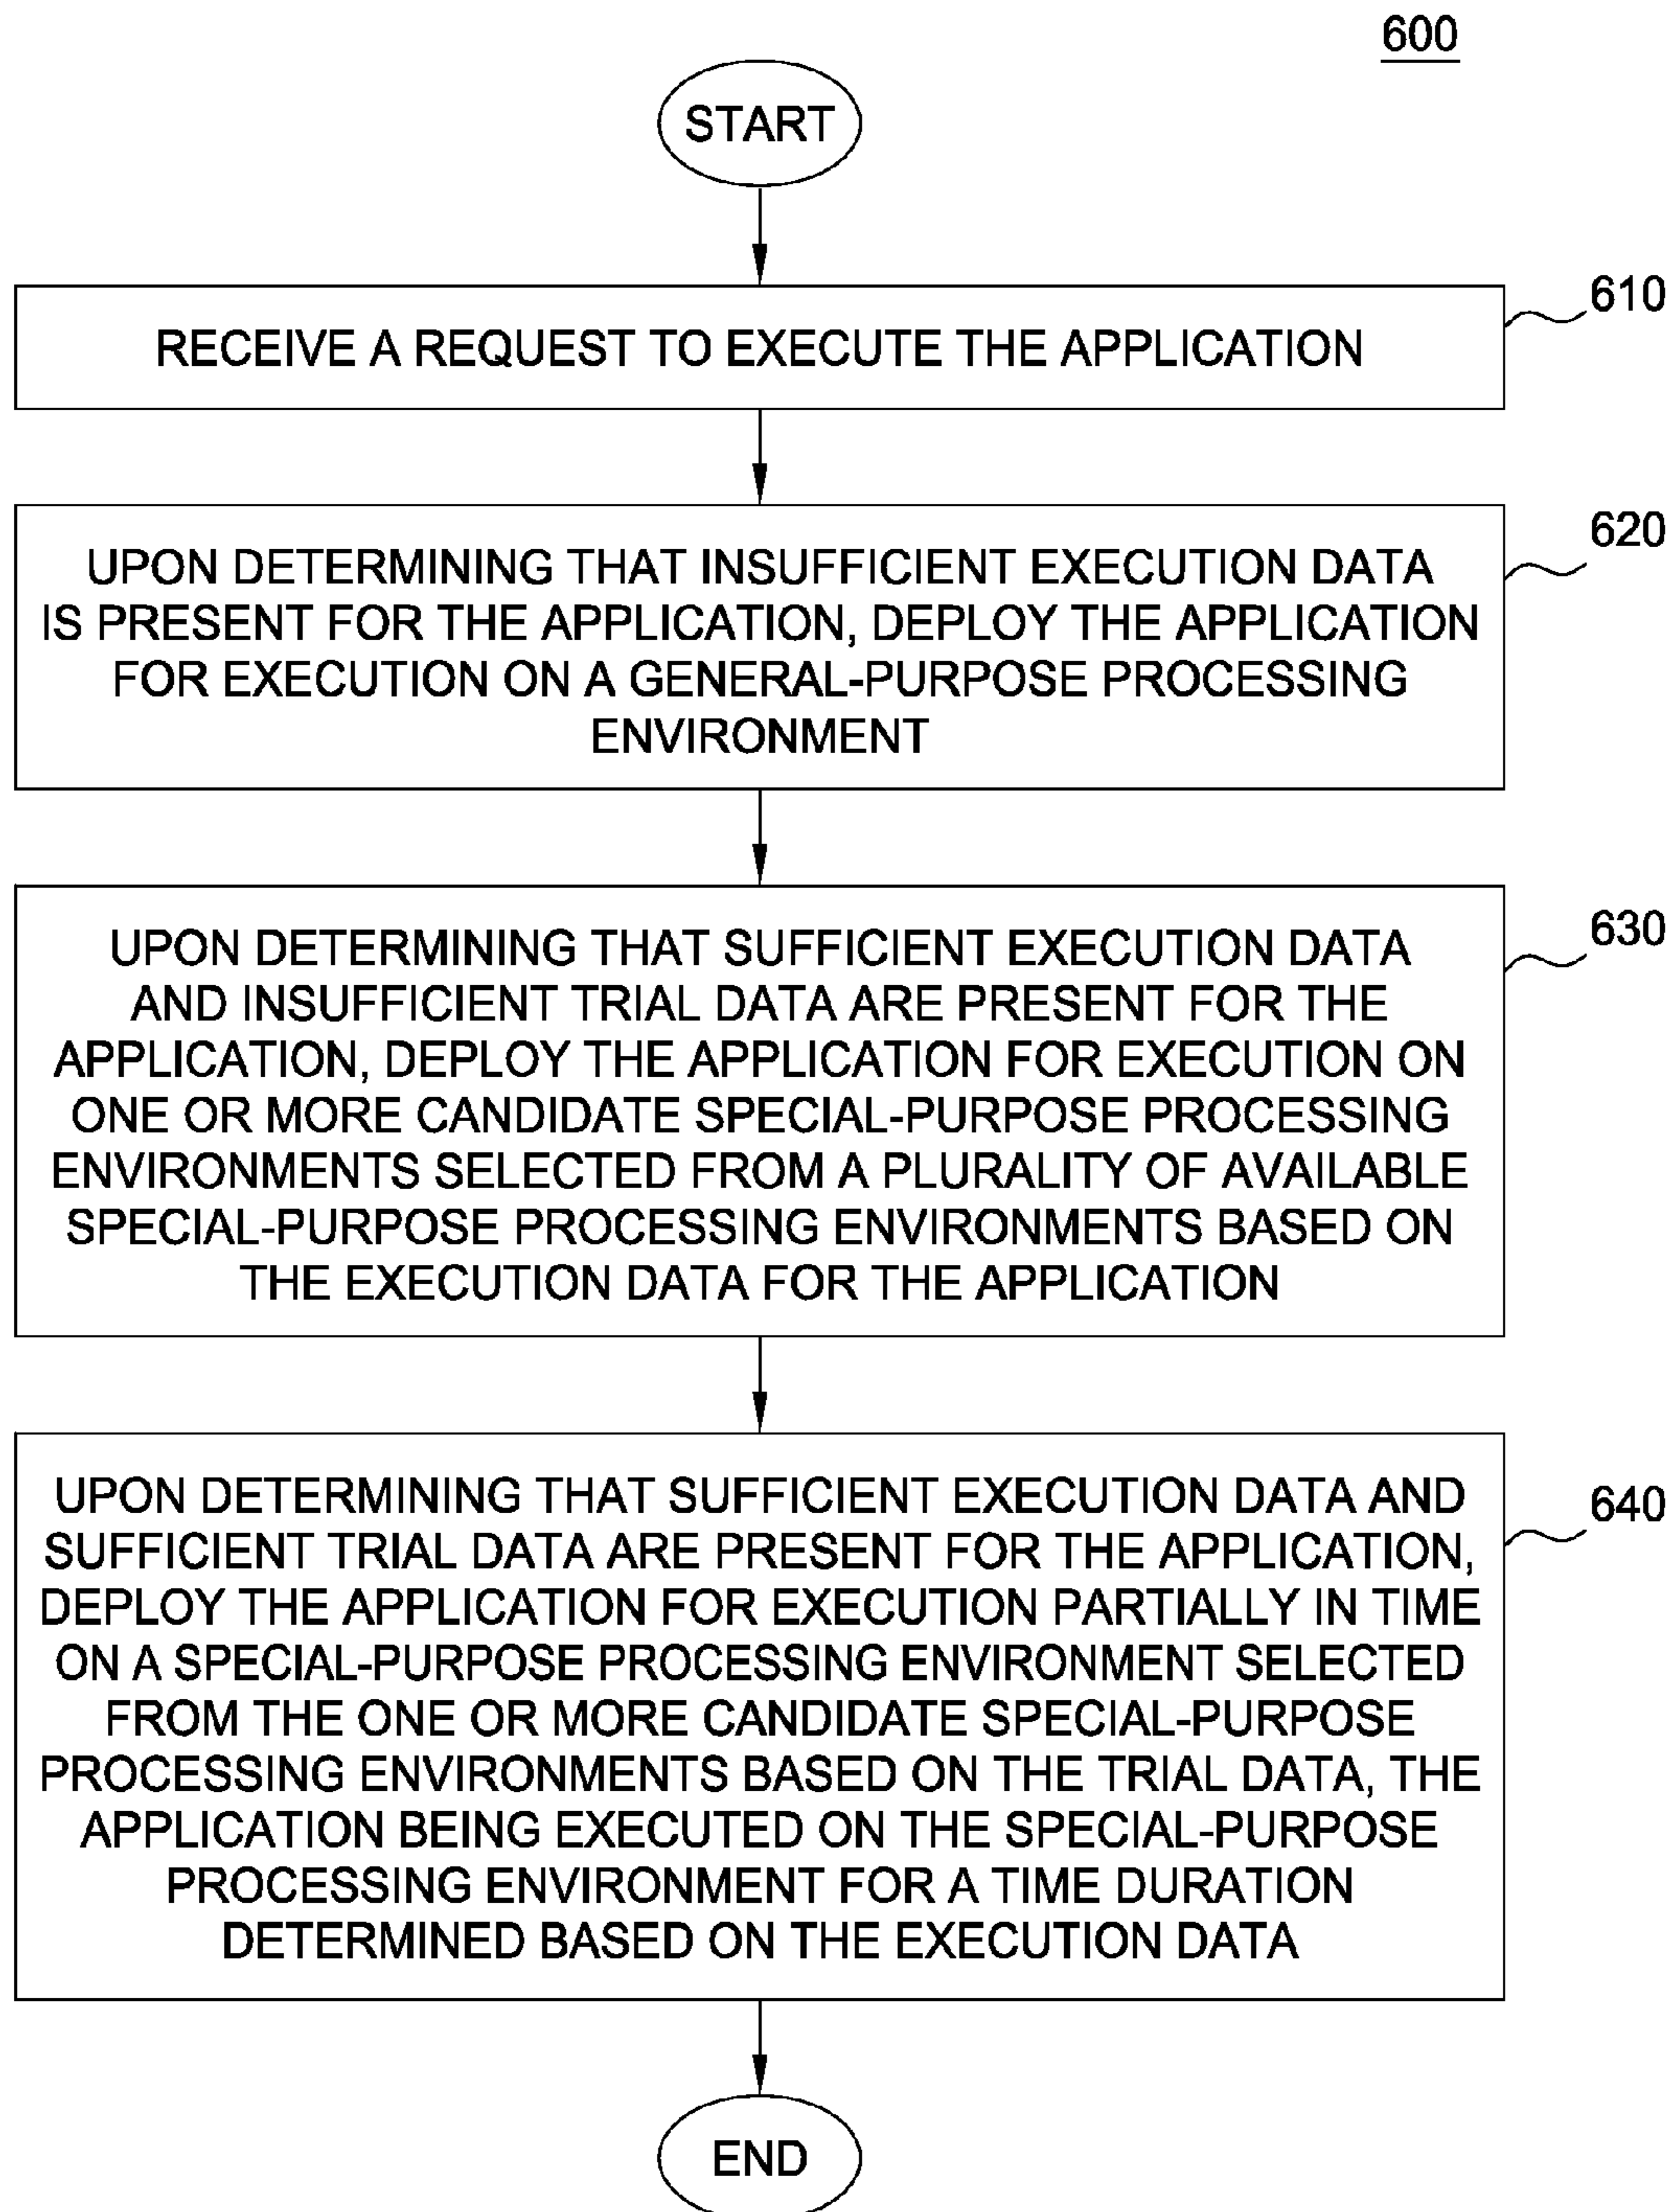 600
START
610
RECEIVE A REQUEST TO EXECUTE THE APPLICATION
620
UPON DETERMINING THAT INSUFFICIENT EXECUTION DATA
IS PRESENT FOR THE APPLICATION, DEPLOY THE APPLICATION
FOR EXECUTION ON A GENERAL-PURPOSE PROCESSING
ENVIRONMENT
630
UPON DETERMINING THAT SUFFICIENT EXECUTION DATA
AND INSUFFICIENT TRIAL DATA ARE PRESENT FOR THE
APPLICATION, DEPLOY THE APPLICATION FOR EXECUTION ON
ONE OR MORE CANDIDATE SPECIAL-PURPOSE PROCESSING
ENVIRONMENTS SELECTED FROM A PLURALITY OF AVAILABLE
SPECIAL-PURPOSE PROCESSING ENVIRONMENTS BASED ON
THE EXECUTION DATA FOR THE APPLICATION
640
UPON DETERMINING THAT SUFFICIENT EXECUTION DATA AND
SUFFICIENT TRIAL DATA ARE PRESENT FOR THE APPLICATION,
DEPLOY THE APPLICATION FOR EXECUTION PARTIALLY IN TIME
ON A SPECIAL-PURPOSE PROCESSING ENVIRONMENT SELECTED
FROM THE ONE OR MORE CANDIDATE SPECIAL-PURPOSE
PROCESSING ENVIRONMENTS BASED ON THE TRIAL DATA, THE
APPLICATION BEING EXECUTED ON THE SPECIAL-PURPOSE
PROCESSING ENVIRONMENT FOR A TIME DURATION
DETERMINED BASED ON THE EXECUTION DATA
END